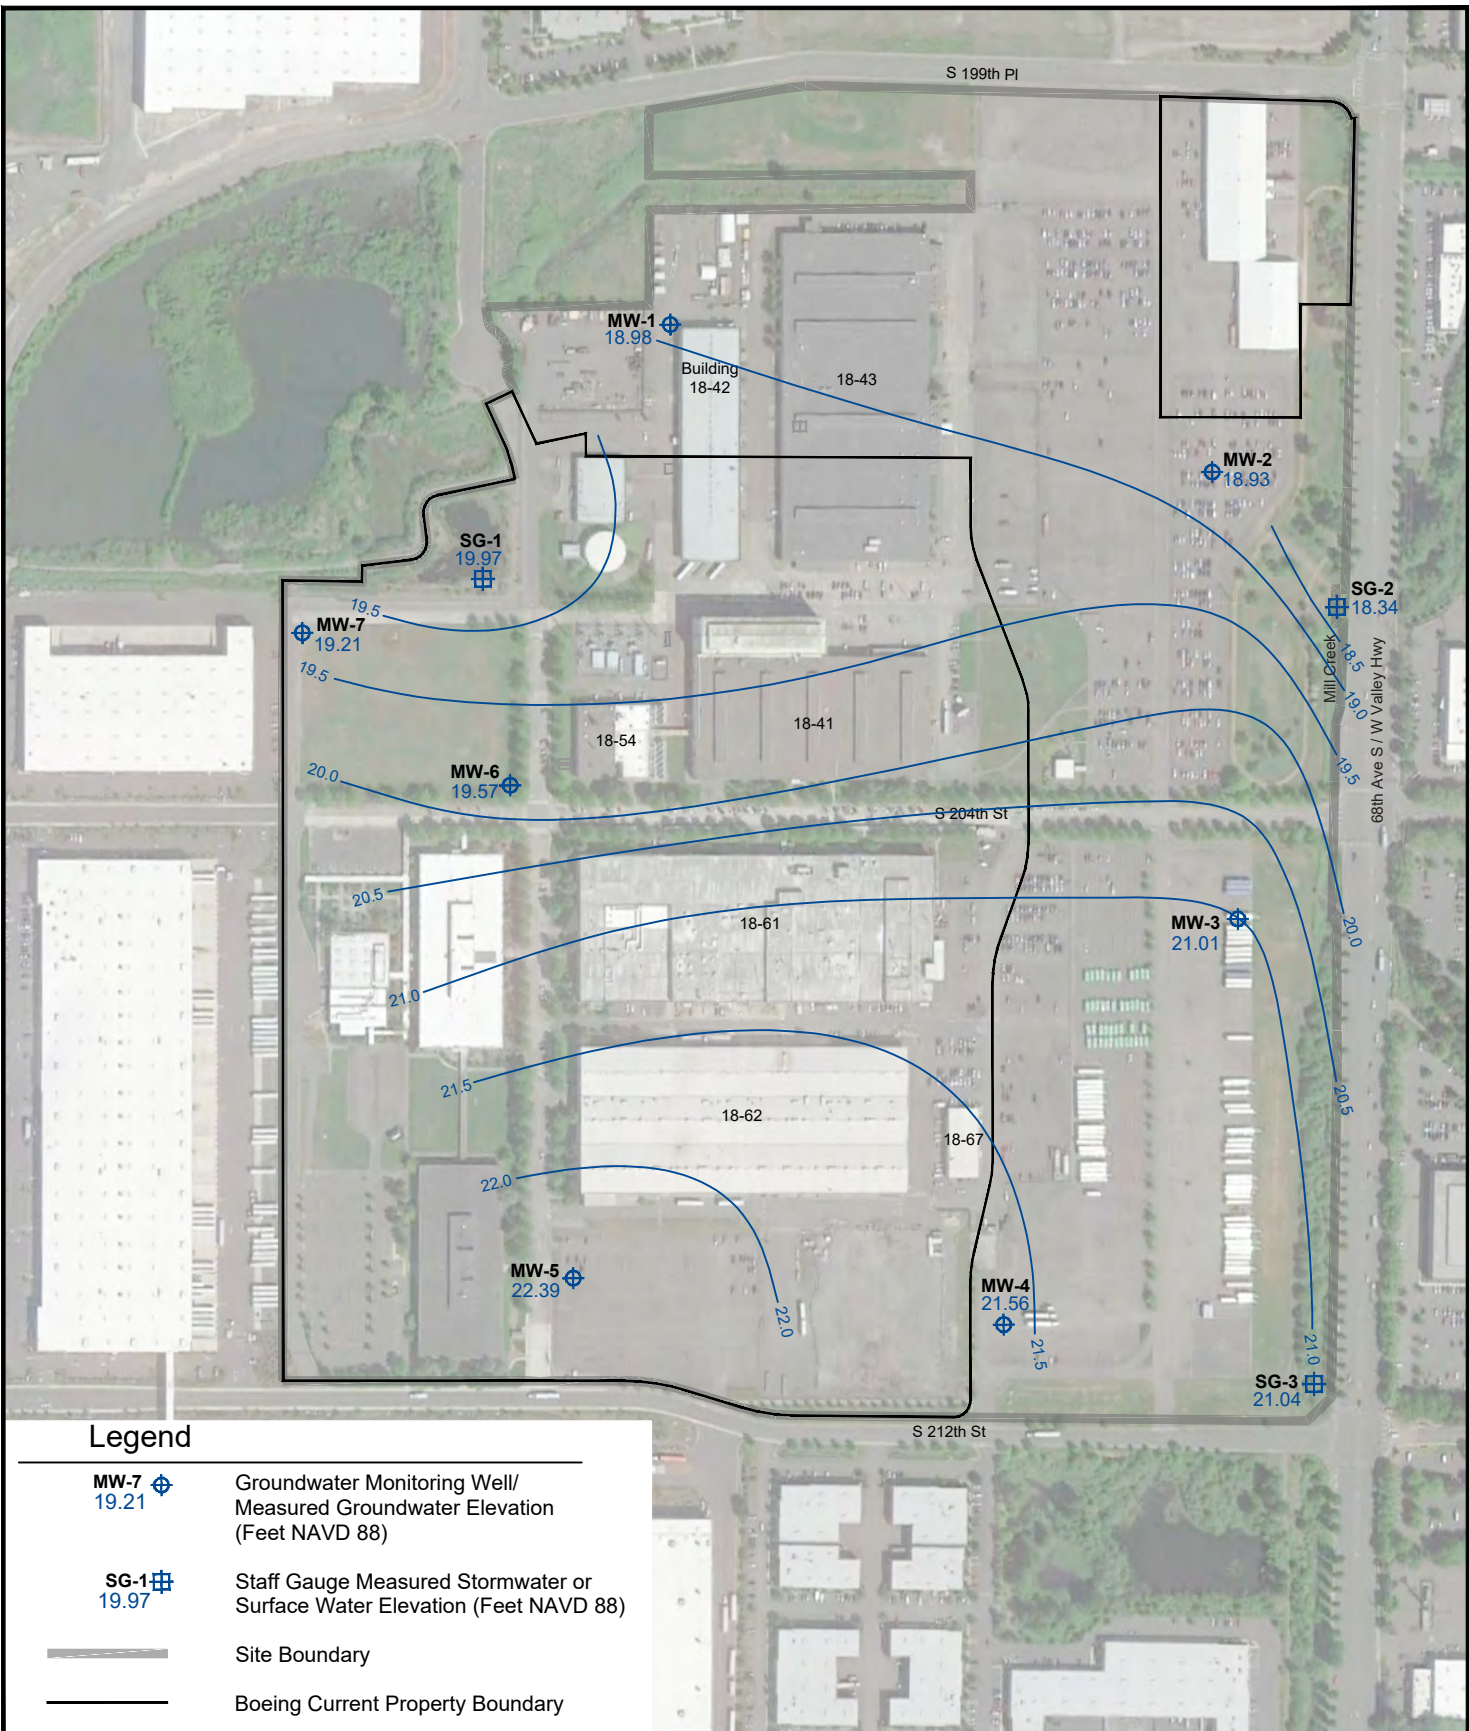 S 199th Pl
MW-1
18.98
Building
18-42
18-43
MW-2
18.93
SG-1
19.97
SG-2
18.34
19.5
MW-7
19.21
Mill Creek
18.5
68th Ave S / W Valley Hwy
19.5
19.0
18-41
18-54
19.5
20.0
MW-6
19.57
S 204th St
20.5
18-61
MW-3
21.01
20.0
21.0
21.5
20.5
18-62
18-67
22.0
MW-5
22.39
MW-4
21.56
22.0
21.5
21.0
SG-3
21.04
S 212th St
Legend
MW-7
19.21
Groundwater Monitoring Well/
Measured Groundwater Elevation
(Feet NAVD 88)
SG-1
19.97
Staff Gauge Measured Stormwater or
Surface Water Elevation (Feet NAVD 88)
Site Boundary
Boeing Current Property Boundary